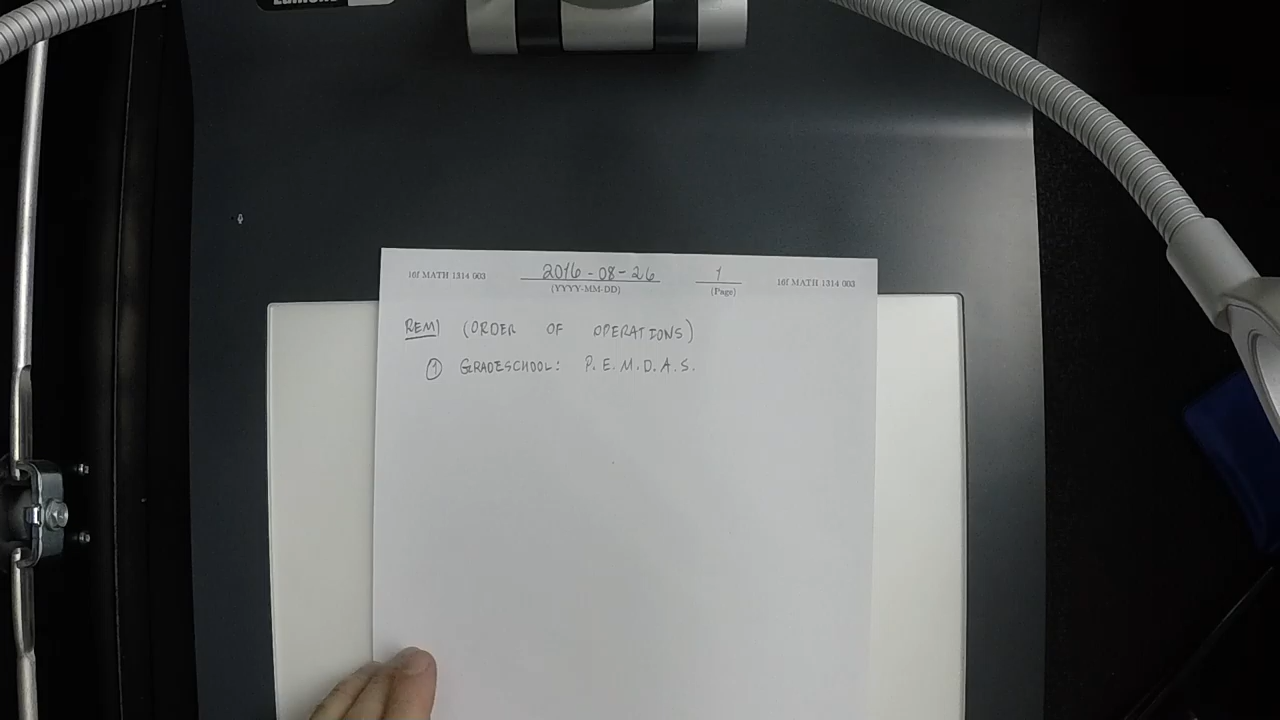 16f MATH 1314 003 2016-08-26 1 16f MATH 1314 003
(YYYY-MM-DD) (Page)
REM) (ORDER OF OPERATIONS)
① GRADESCHOOL: P.E.M.D.A.S.